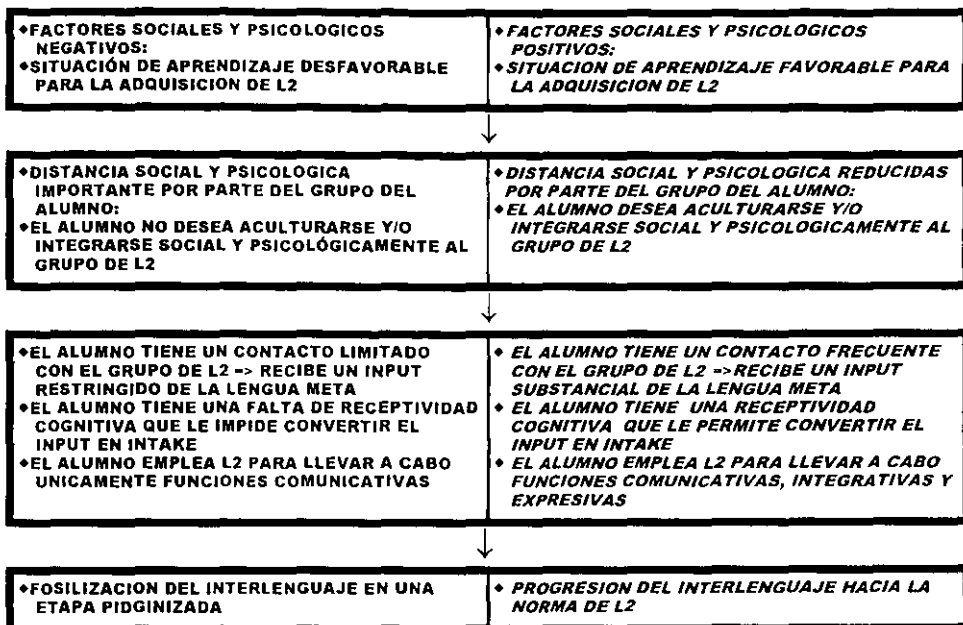 ◆FACTORES SOCIALES Y PSICOLOGICOS
NEGATIVOS:
◆SITUACIÓN DE APRENDIZAJE DESFAVORABLE
PARA LA ADQUISICION DE L2
◆FACTORES SOCIALES Y PSICOLOGICOS
POSITIVOS:
◆SITUACION DE APRENDIZAJE FAVORABLE PARA
LA ADQUISICION DE L2
↓
◆DISTANCIA SOCIAL Y PSICOLOGICA
IMPORTANTE POR PARTE DEL GRUPO DEL
ALUMNO:
◆EL ALUMNO NO DESEA ACULTURARSE Y/O
INTEGRARSE SOCIAL Y PSICOLÓGICAMENTE AL
GRUPO DE L2
◆DISTANCIA SOCIAL Y PSICOLOGICA REDUCIDAS
POR PARTE DEL GRUPO DEL ALUMNO:
◆EL ALUMNO DESEA ACULTURARSE Y/O
INTEGRARSE SOCIAL Y PSICOLOGICAMENTE AL
GRUPO DE L2
↓
◆EL ALUMNO TIENE UN CONTACTO LIMITADO
CON EL GRUPO DE L2 => RECIBE UN INPUT
RESTRINGIDO DE LA LENGUA META
◆EL ALUMNO TIENE UNA FALTA DE RECEPTIVIDAD
COGNITIVA QUE LE IMPIDE CONVERTIR EL
INPUT EN INTAKE
◆EL ALUMNO EMPLEA L2 PARA LLEVAR A CABO
UNICAMENTE FUNCIONES COMUNICATIVAS
◆ EL ALUMNO TIENE UN CONTACTO FRECUENTE
CON EL GRUPO DE L2 =>RECIBE UN INPUT
SUBSTANCIAL DE LA LENGUA META
◆ EL ALUMNO TIENE UNA RECEPTIVIDAD
COGNITIVA QUE LE PERMITE CONVERTIR EL
INPUT EN INTAKE
◆ EL ALUMNO EMPLEA L2 PARA LLEVAR A CABO
FUNCIONES COMUNICATIVAS, INTEGRATIVAS Y
EXPRESIVAS
↓
◆FOSILIZACION DEL INTERLENGUAJE EN UNA
ETAPA PIDGINIZADA
◆ PROGRESION DEL INTERLENGUAJE HACIA LA
NORMA DE L2